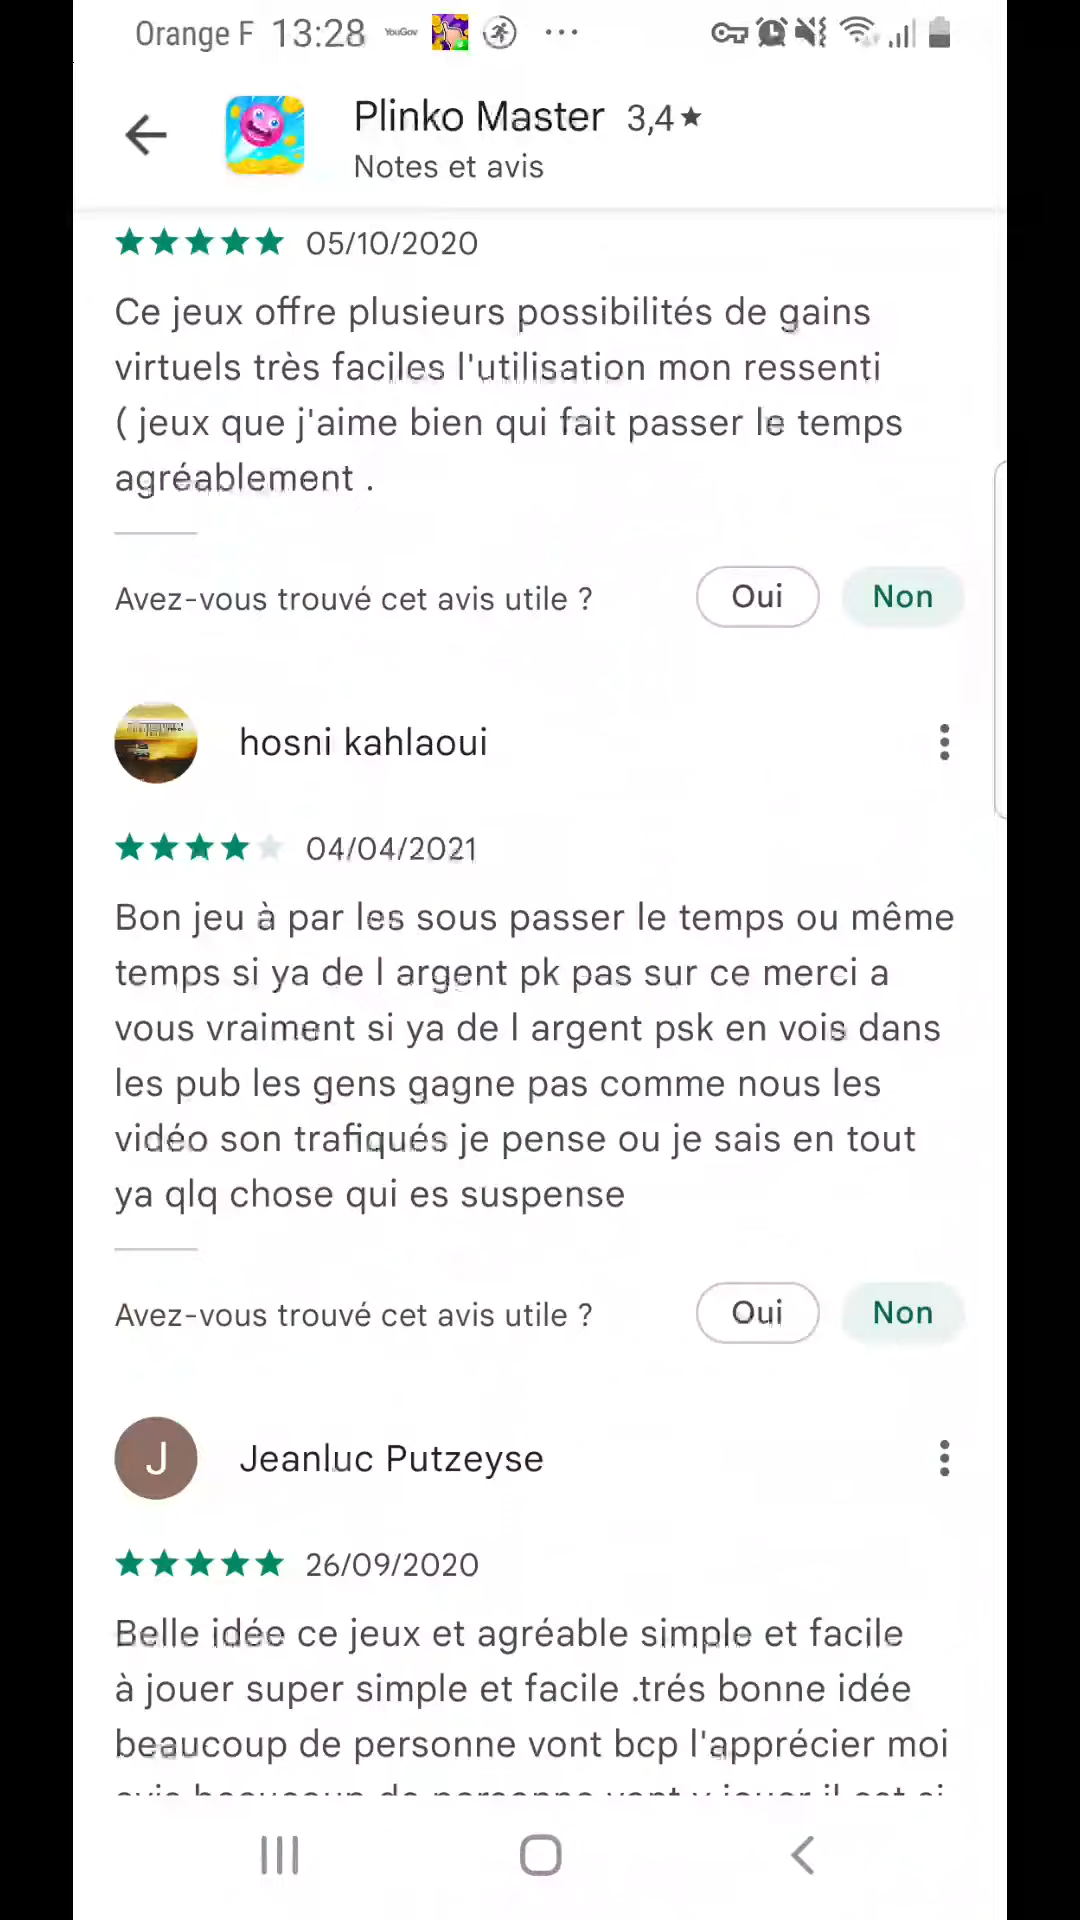 Orange F 13:28 YouGov
Plinko Master 3,4★
Notes et avis
05/10/2020
Ce jeux offre plusieurs possibilités de gains
virtuels très faciles l'utilisation mon ressenti
( jeux que j'aime bien qui fait passer le temps
agréablement .
Avez-vous trouvé cet avis utile ? Oui Non
hosni kahlaoui
04/04/2021
Bon jeu à par les sous passer le temps ou même
temps si ya de l argent pk pas sur ce merci a
vous vraiment si ya de l argent psk en vois dans
les pub les gens gagne pas comme nous les
vidéo son trafiqués je pense ou je sais en tout
ya qlq chose qui es suspense
Avez-vous trouvé cet avis utile ? Oui Non
J Jeanluc Putzeyse
26/09/2020
Belle idée ce jeux et agréable simple et facile
à jouer super simple et facile .trés bonne idée
beaucoup de personne vont bcp l'apprécier moi